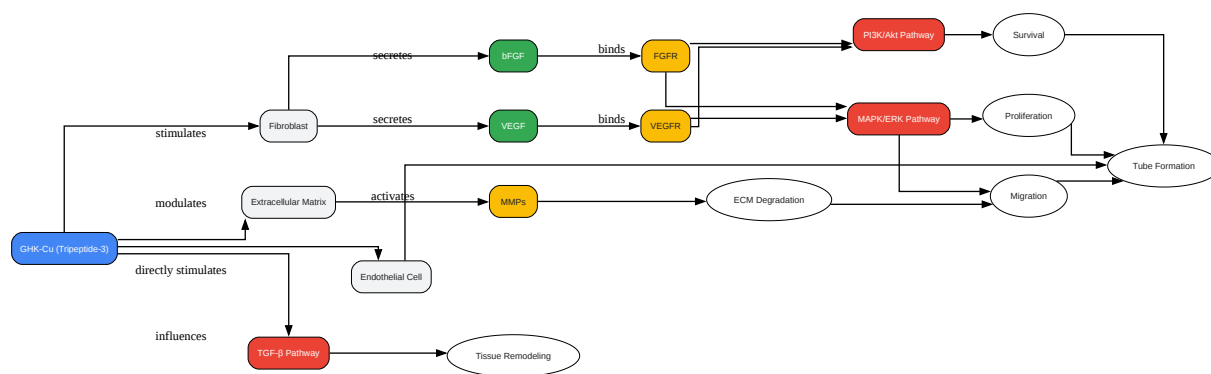 PI3K/Akt Pathway
Survival
secretes
bFGF
binds
FGFR
stimulates
Fibroblast
secretes
VEGF
binds
VEGFR
MAPK/ERK Pathway
Proliferation
Tube Formation
modulates
Extracellular Matrix
activates
MMPs
ECM Degradation
Migration
GHK-Cu (Tripeptide-3)
directly stimulates
Endothelial Cell
influences
TGF-β Pathway
Tissue Remodeling